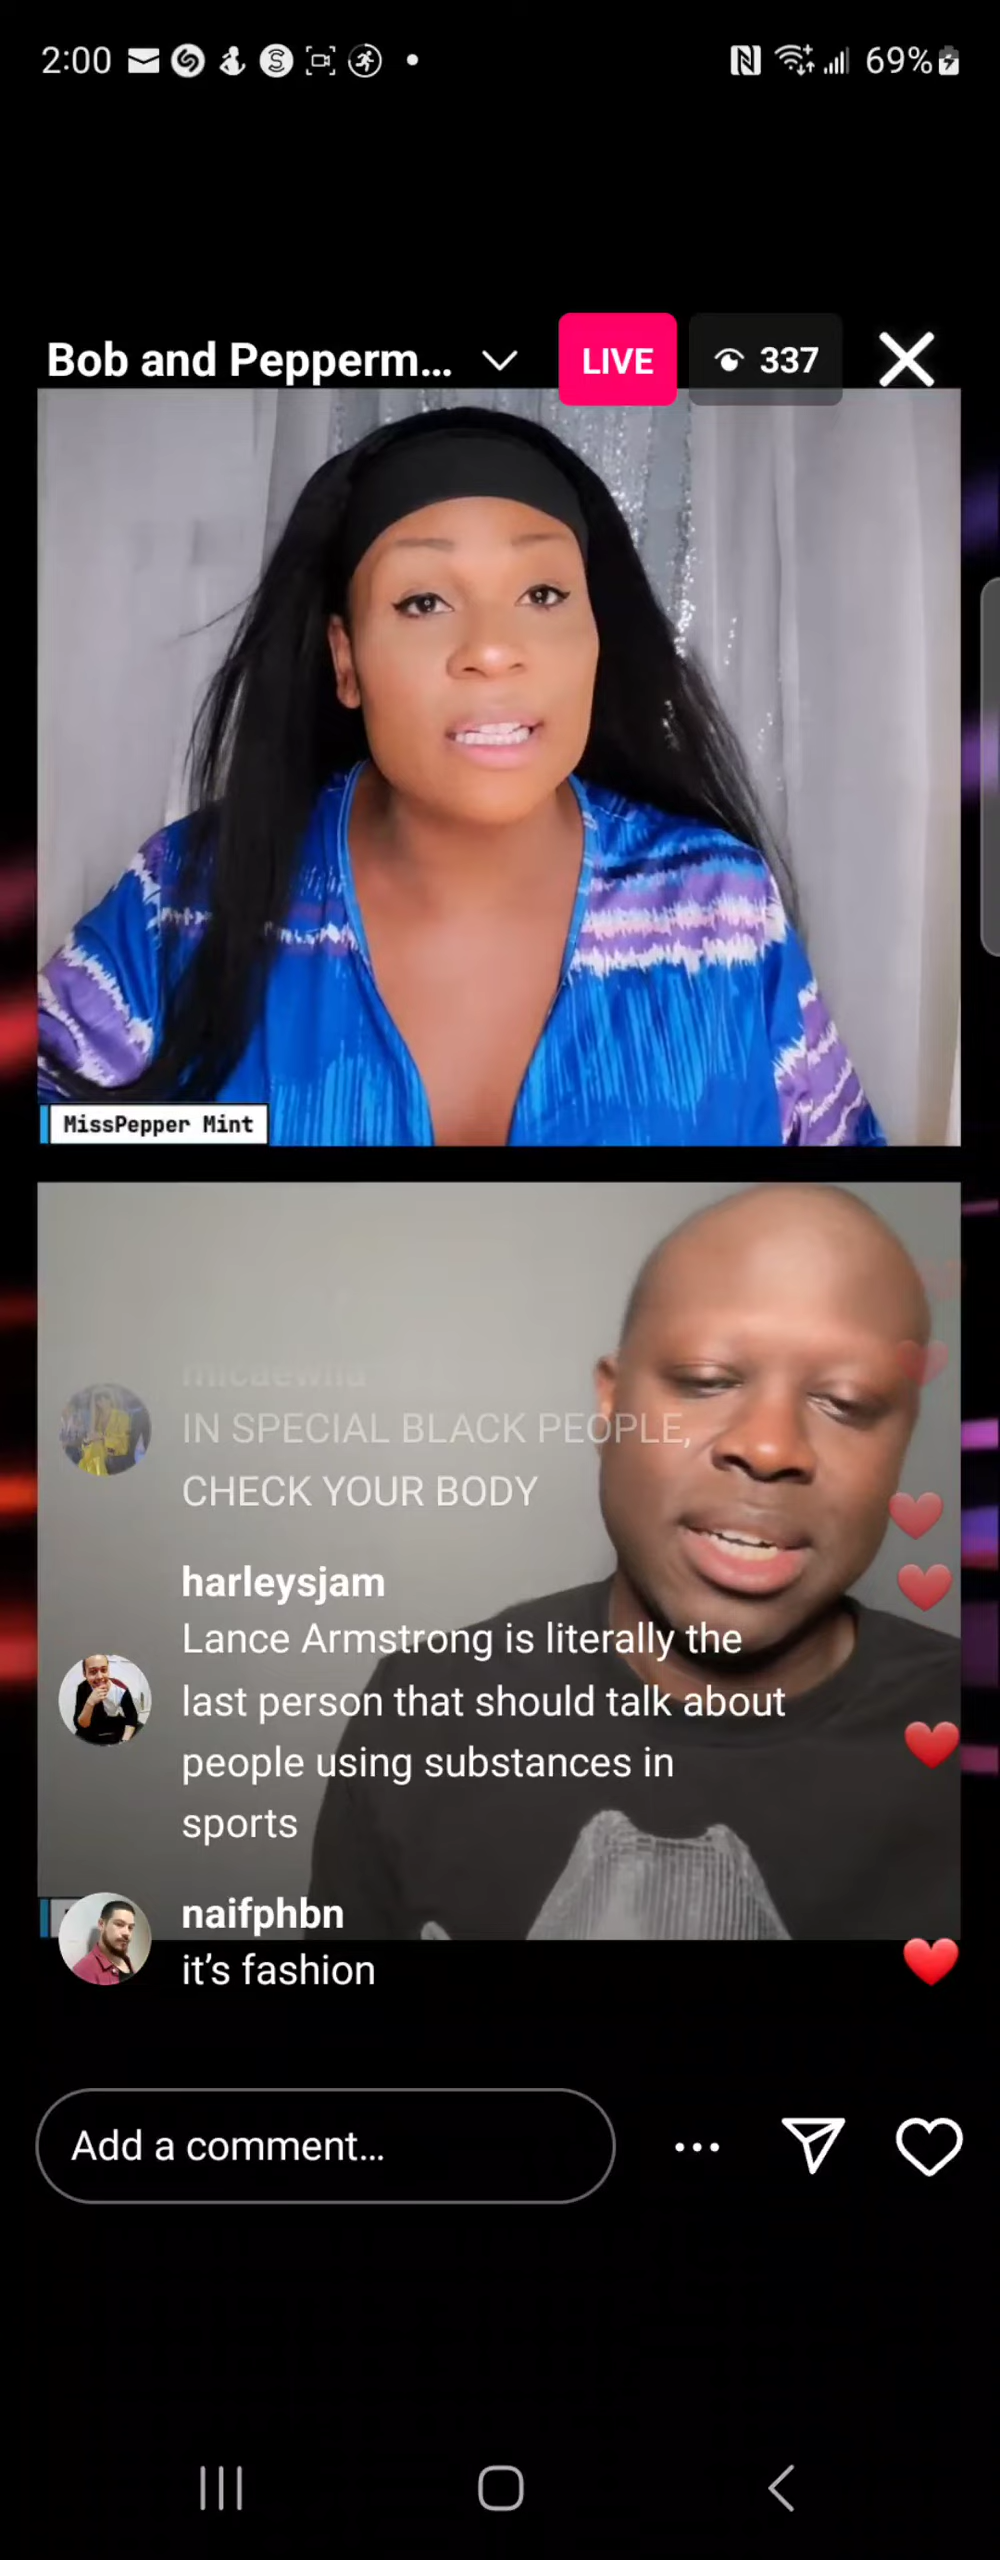 2:00
69%
Bob and Pepperm...
LIVE
337
MissPepper Mint
micaewild
IN SPECIAL BLACK PEOPLE,
CHECK YOUR BODY
harleysjam
Lance Armstrong is literally the
last person that should talk about
people using substances in
sports
naifphbn
it's fashion
Add a comment...